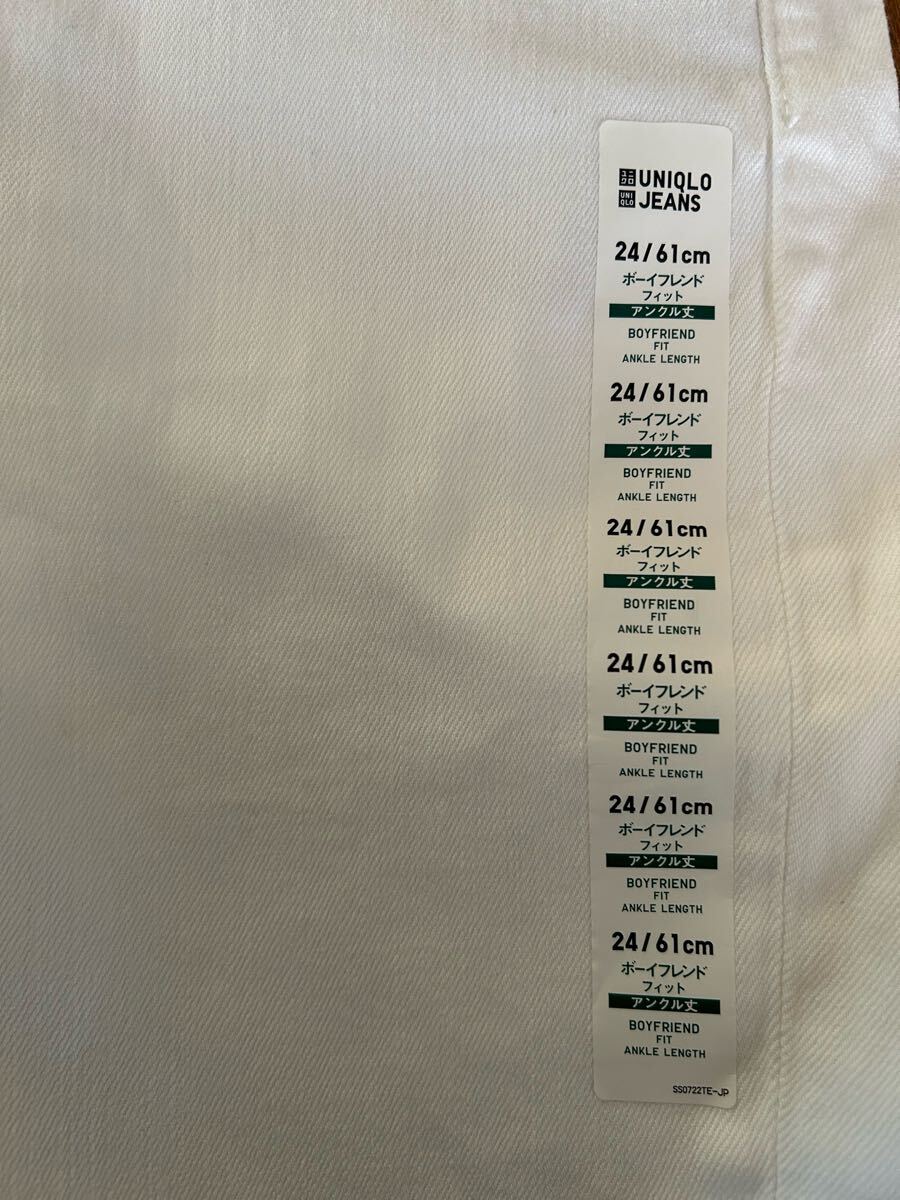 ユニ
クロ
UNI
QLO
UNIQLO
JEANS
24/61cm
ボーイフレンド
フィット
アンクル丈
BOYFRIEND
FIT
ANKLE LENGTH
24/61cm
ボーイフレンド
フィット
アンクル丈
BOYFRIEND
FIT
ANKLE LENGTH
24/61cm
ボーイフレンド
フィット
アンクル丈
BOYFRIEND
FIT
ANKLE LENGTH
24/61cm
ボーイフレンド
フィット
アンクル丈
BOYFRIEND
FIT
ANKLE LENGTH
24/61cm
ボーイフレンド
フィット
アンクル丈
BOYFRIEND
FIT
ANKLE LENGTH
24/61cm
ボーイフレンド
フィット
アンクル丈
BOYFRIEND
FIT
ANKLE LENGTH
SS0722TE-JP